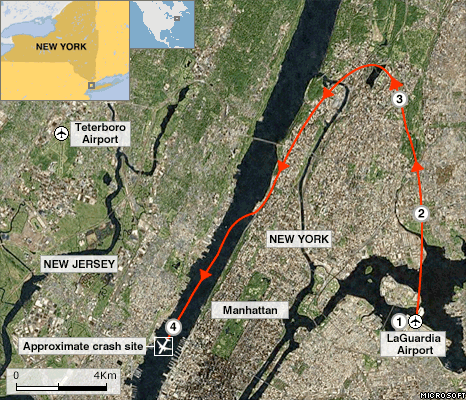 NEW YORK
Teterboro
Airport
3
2
NEW JERSEY
NEW YORK
Manhattan
4
1
Approximate crash site
LaGuardia
Airport
0
4Km
MICROSOFT